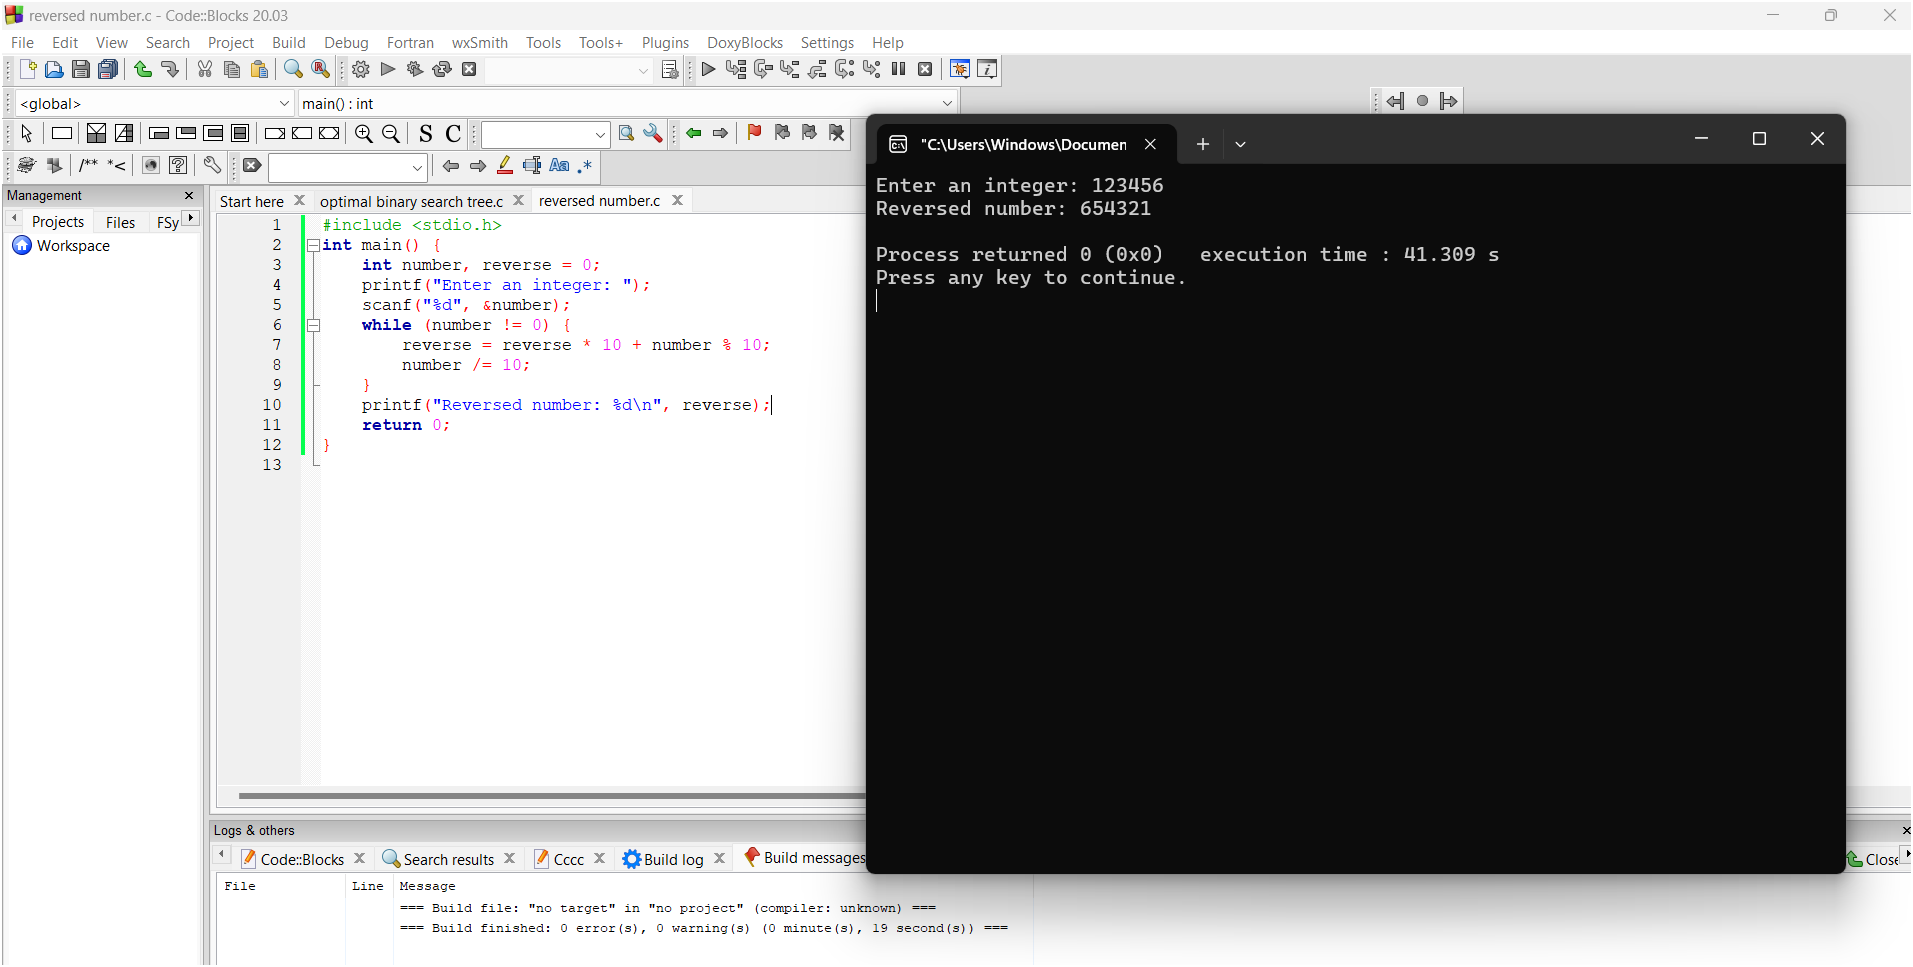 reversed number.c - Code::Blocks 20.03
File Edit View Search Project Build Debug Fortran wxSmith Tools Tools+ Plugins DoxyBlocks Settings Help
<global> main() : int
S C
/** *<
Aa .*
Management
Projects Files FSy
Workspace
Start here optimal binary search tree.c reversed number.c
1 #include <stdio.h>
2 int main() {
3 int number, reverse = 0;
4 printf("Enter an integer: ");
5 scanf("%d", &number);
6 while (number != 0) {
7 reverse = reverse * 10 + number % 10;
8 number /= 10;
9 }
10 printf("Reversed number: %d\n", reverse);
11 return 0;
12 }
13
"C:\Users\Windows\Documen
Enter an integer: 123456
Reversed number: 654321
Process returned 0 (0x0) execution time : 41.309 s
Press any key to continue.
Logs & others
Code::Blocks Search results Cccc Build log Build messages Close
File Line Message
=== Build file: "no target" in "no project" (compiler: unknown) ===
=== Build finished: 0 error(s), 0 warning(s) (0 minute(s), 19 second(s)) ===